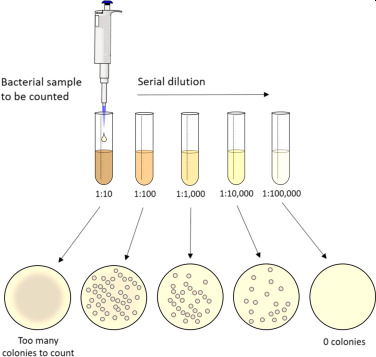 Bacterial sample
to be counted
Serial dilution
1:10
1:100
1:1,000
1:10,000
1:100,000
Too many
colonies to count
0 colonies